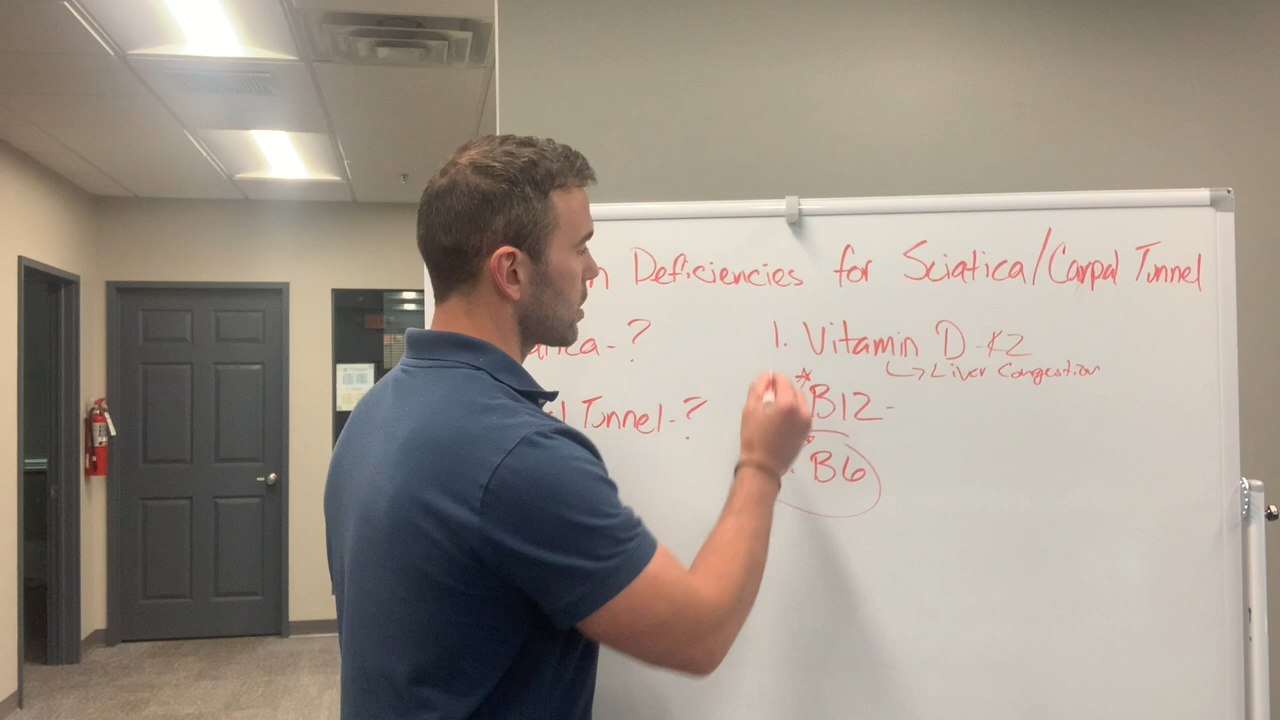 Deficiencies for Sciatica/Carpal Tunnel
- ?
Tunnel - ?
1. Vitamin D - K2
↳ Liver Congestion
* B12 -
* B6